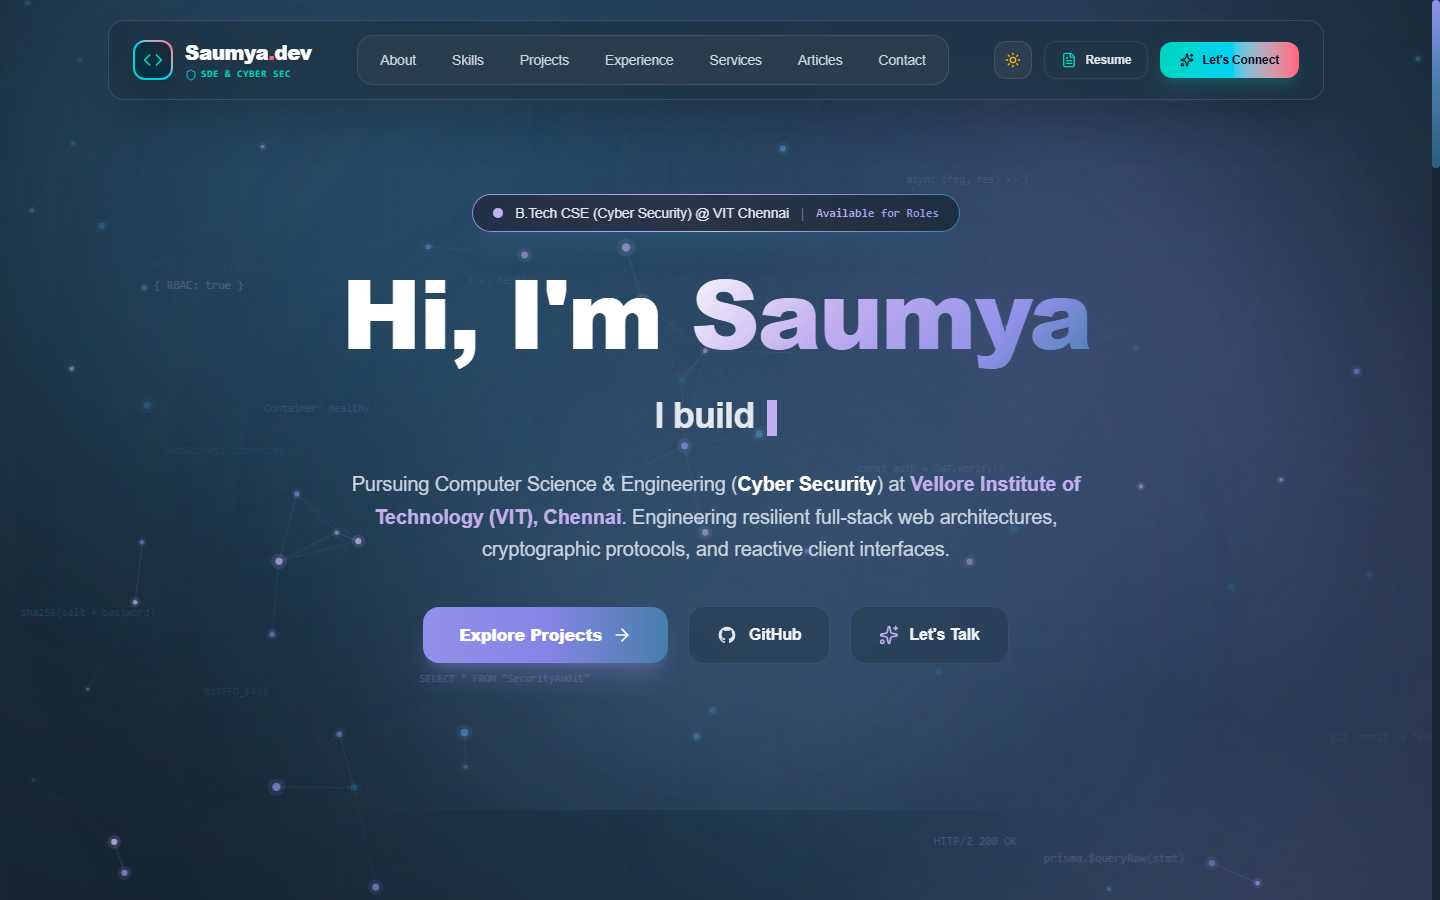 Saumya.dev
SDE & CYBER SEC
About
Skills
Projects
Experience
Services
Articles
Contact
Resume
Let's Connect
async (req, res) => {
B.Tech CSE (Cyber Security) @ VIT Chennai | Available for Roles
{ RBAC: true }
Hi, I'm Saumya
Container: healthy
I build
const auth = JWT.verify()
Pursuing Computer Science & Engineering (Cyber Security) at Vellore Institute of
Technology (VIT), Chennai. Engineering resilient full-stack web architectures,
cryptographic protocols, and reactive client interfaces.
sha256(salt + password)
Explore Projects
GitHub
Let's Talk
SELECT * FROM "SecurityAudit"
HTTP/2 200 OK
prisma.$queryRaw(stmt)